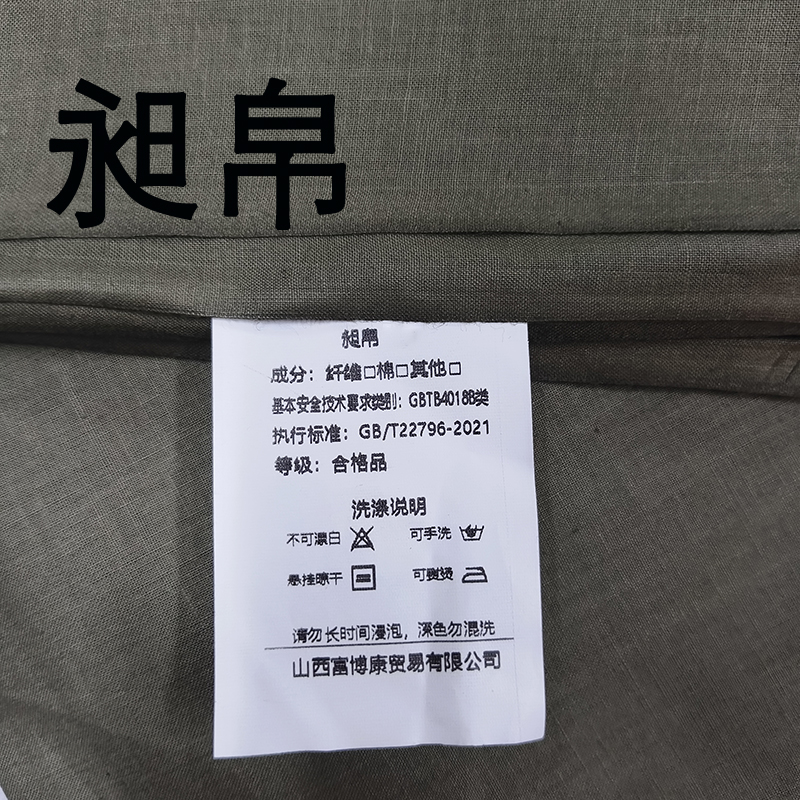 昶帛
昶帛
成分：纤维□棉□其他□
基本安全技术要求类别：GBTB4018B类
执行标准：GB/T22796-2021
等级：合格品
洗涤说明
不可漂白 可手洗
悬挂晾干 可熨烫
请勿长时间浸泡，深色勿混洗
山西富博康贸易有限公司